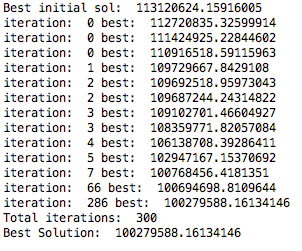 Best initial sol:  113120624.15916005
iteration:  0 best:  112720835.32599914
iteration:  0 best:  111424925.22844602
iteration:  0 best:  110916518.59115963
iteration:  1 best:  109729667.8429108
iteration:  2 best:  109692518.95973043
iteration:  2 best:  109687244.24314822
iteration:  3 best:  109102701.46604927
iteration:  3 best:  108359771.82057084
iteration:  4 best:  106138708.39286411
iteration:  5 best:  102947167.15370692
iteration:  7 best:  100768456.4181351
iteration:  66 best:  100694698.8109644
iteration:  286 best:  100279588.16134146
Total iterations:  300
Best Solution:  100279588.16134146